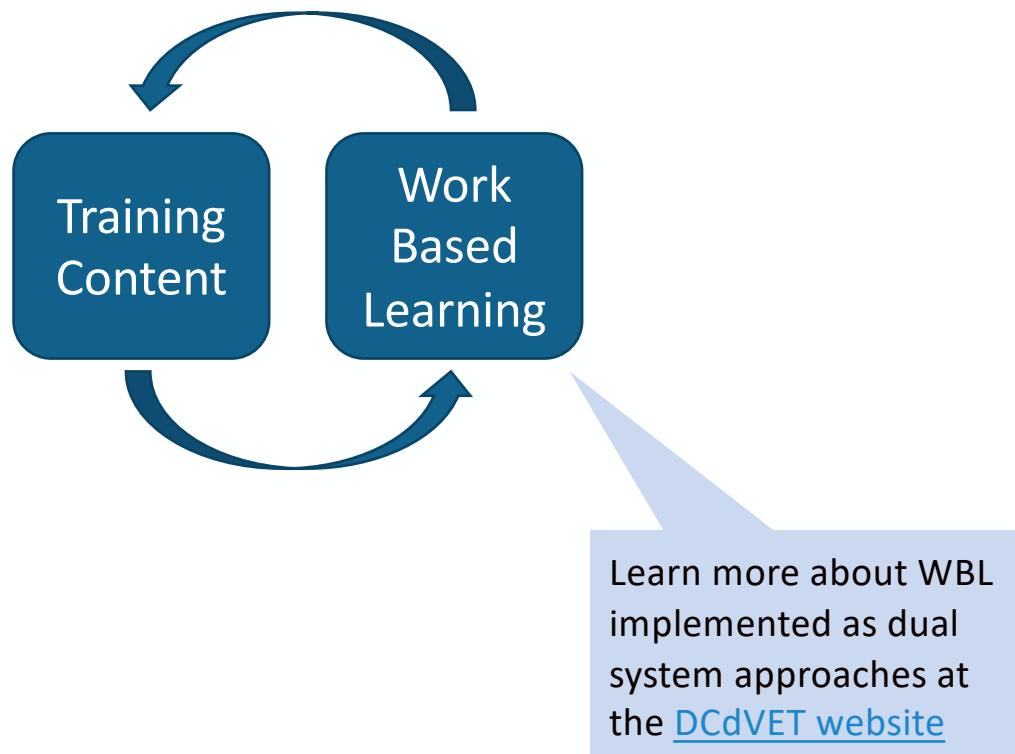 Training
Content
Work
Based
Learning
Learn more about WBL
implemented as dual
system approaches at
the DCdVET website